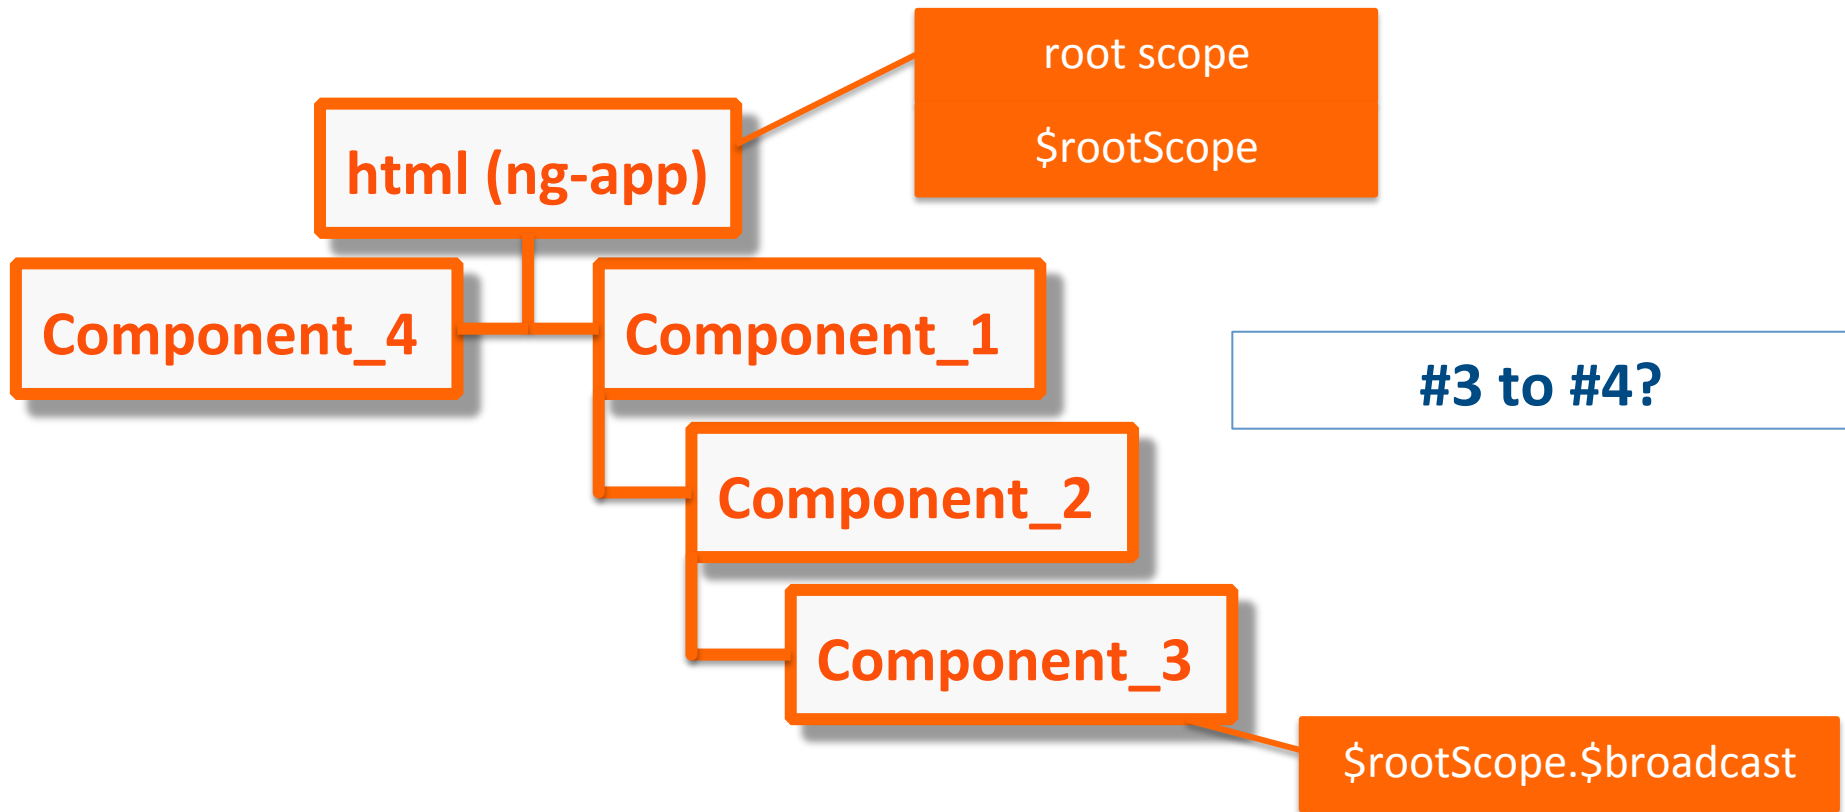 root scope
$rootScope
html (ng-app)
Component_4
Component_1
#3 to #4?
Component_2
Component_3
$rootScope.$broadcast